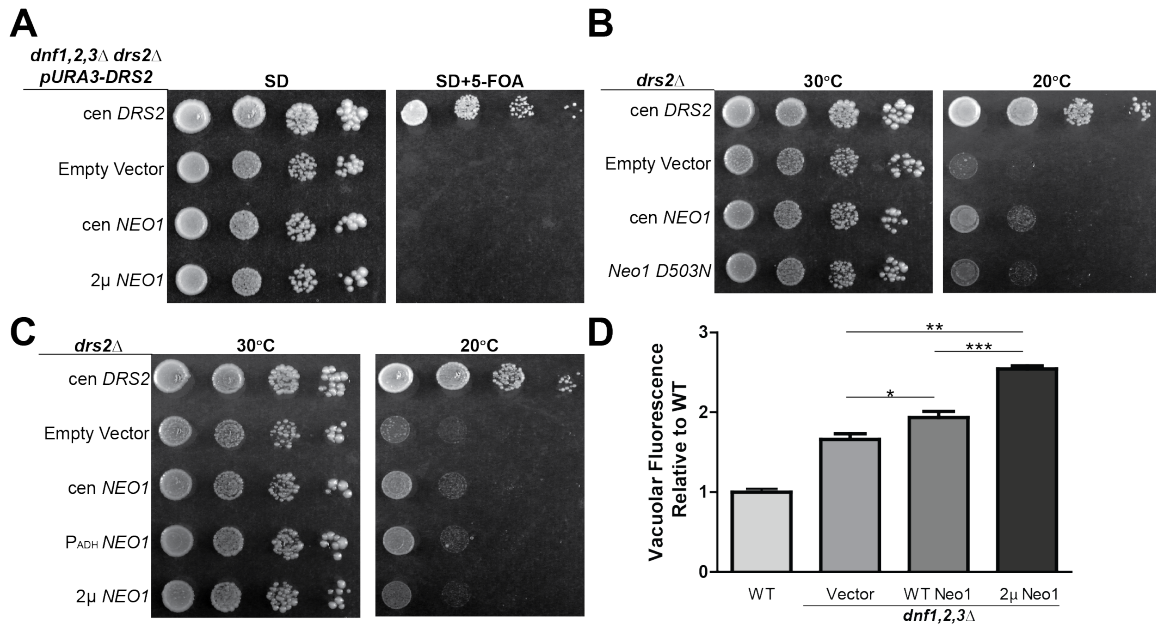 A
dnf1,2,3Δ drs2Δ
pURA3-DRS2
SD
SD+5-FOA
cen DRS2
Empty Vector
cen NEO1
2µ NEO1
B
drs2Δ
30°C
20°C
cen DRS2
Empty Vector
cen NEO1
Neo1 D503N
C
drs2Δ
30°C
20°C
cen DRS2
Empty Vector
cen NEO1
PADH NEO1
2µ NEO1
D
Vacuolar Fluorescence
Relative to WT
3
2
1
0
**
***
*
WT
Vector
WT Neo1
2µ Neo1
dnf1,2,3Δ